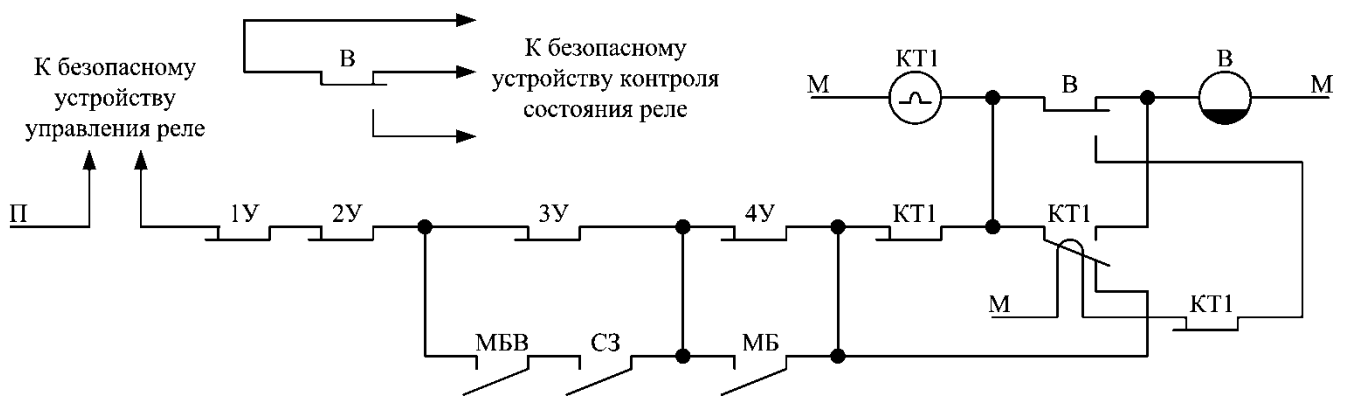 К безопасному
устройству
управления реле
В
К безопасному
устройству контроля
состояния реле
М
КТ1
В
В
М
П
1У
2У
3У
4У
КТ1
КТ1
М
КТ1
МБВ
СЗ
МБ